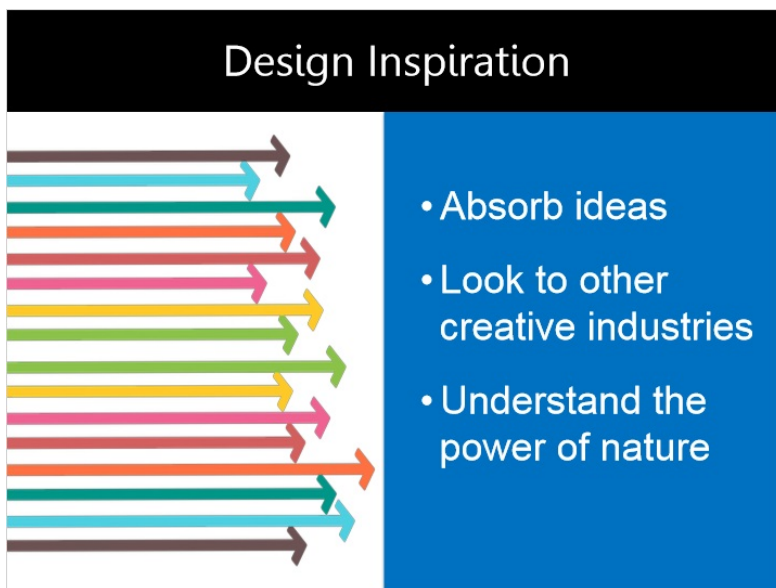 Design Inspiration
• Absorb ideas
• Look to other
creative industries
• Understand the
power of nature